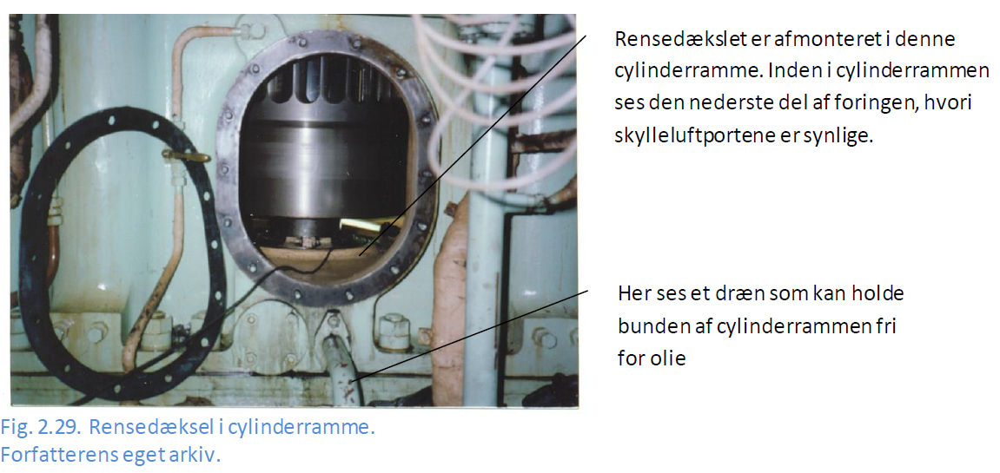 Rensedækslet er afmonteret i denne
cylinderramme. Inden i cylinderrammen
ses den nederste del af foringen, hvori
skylleluftportene er synlige.
Her ses et dræn som kan holde
bunden af cylinderrammen fri
for olie
Fig. 2.29. Rensedæksel i cylinderramme.
Forfatterens eget arkiv.